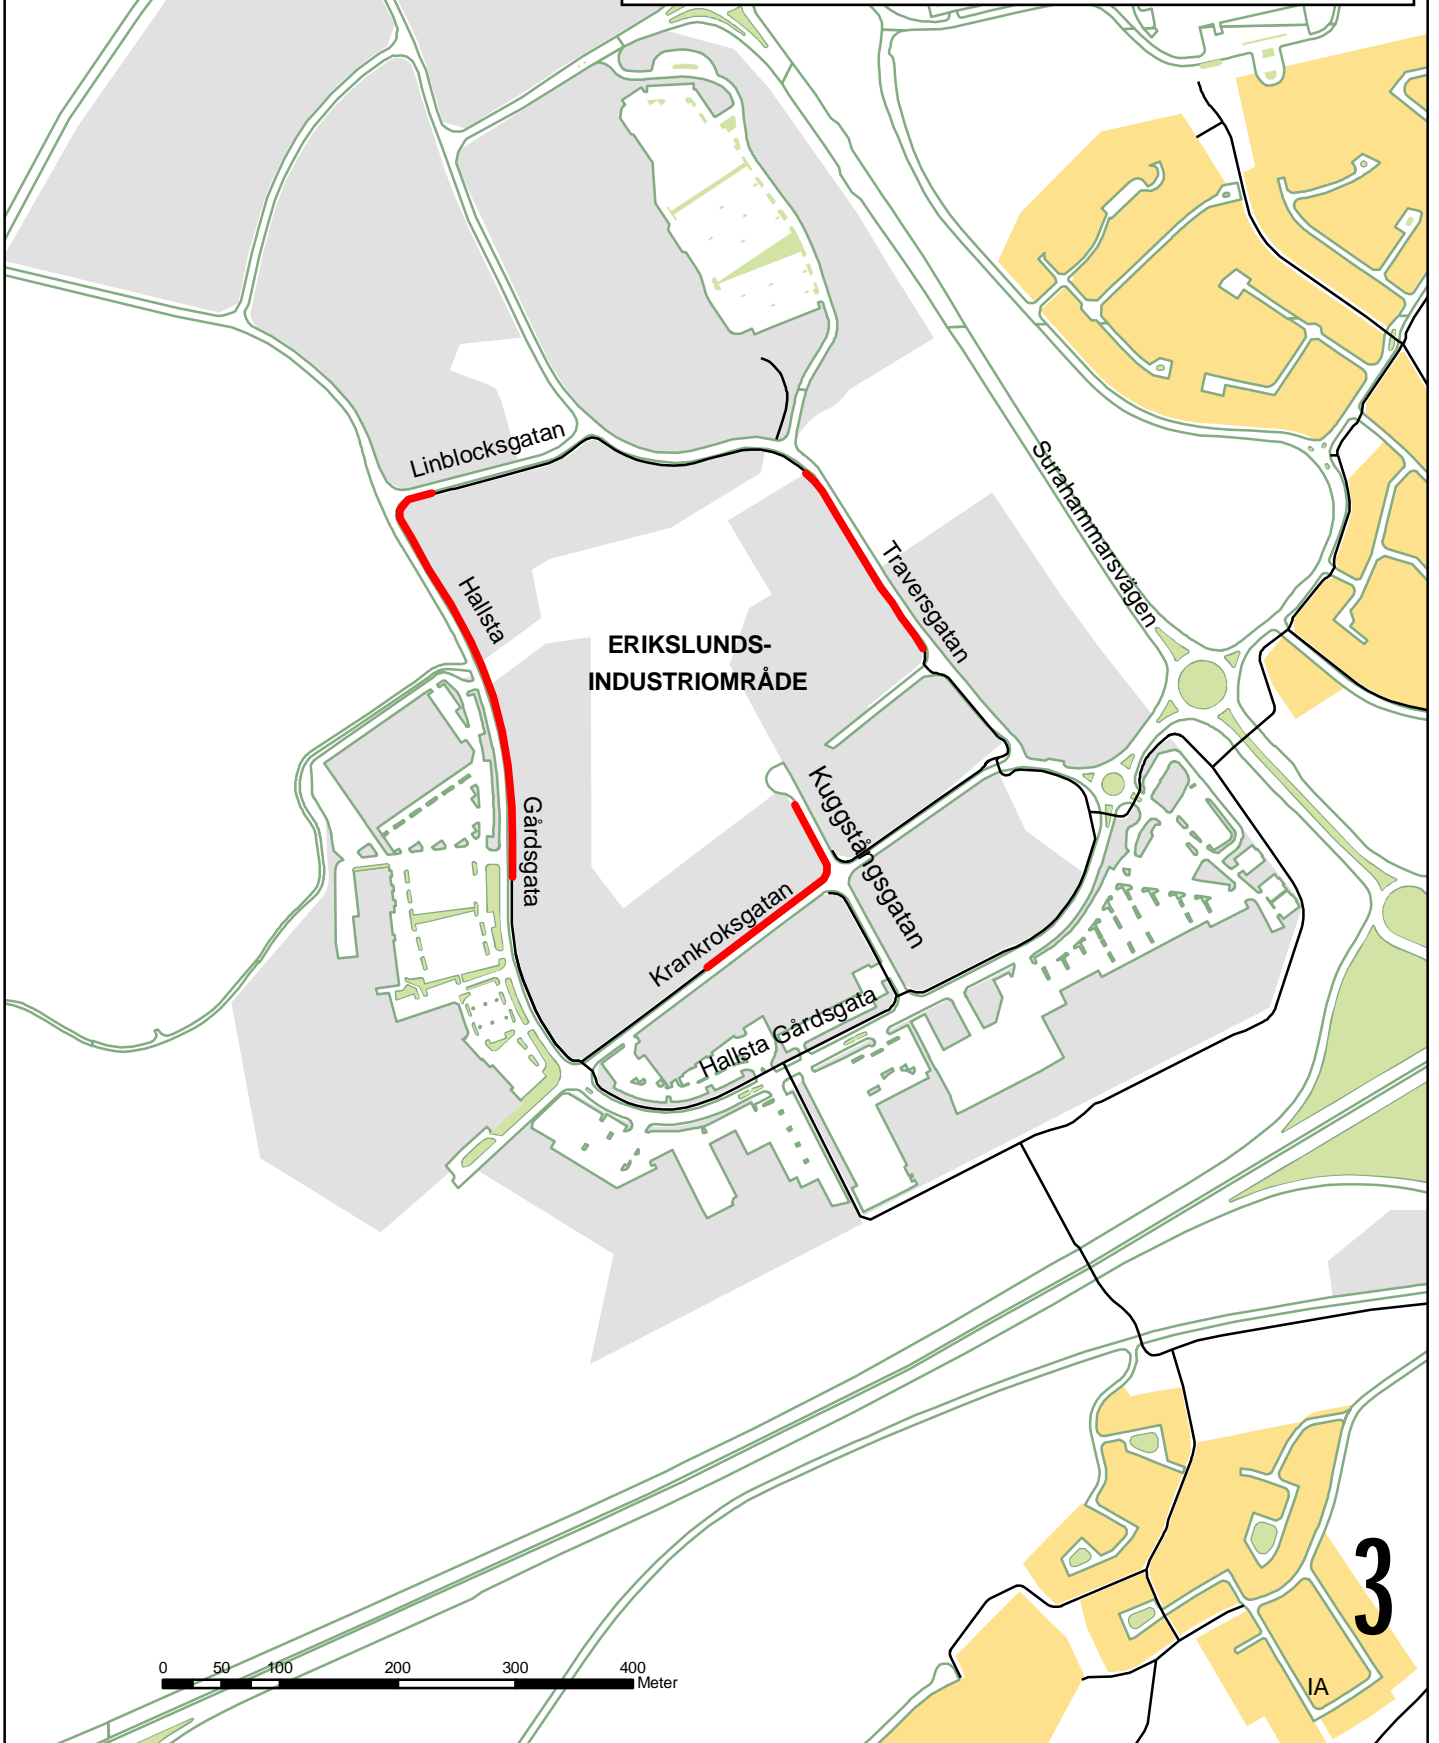 Linblocksgatan
Surahammarsvägen
Traversgatan
Hallsta
ERIKSLUNDS-
INDUSTRIOMRÅDE
Gårdsgata
Kuggstångsgatan
Krankroksgatan
Hallsta Gårdsgata
3
0 50 100 200 300 400
Meter
IA